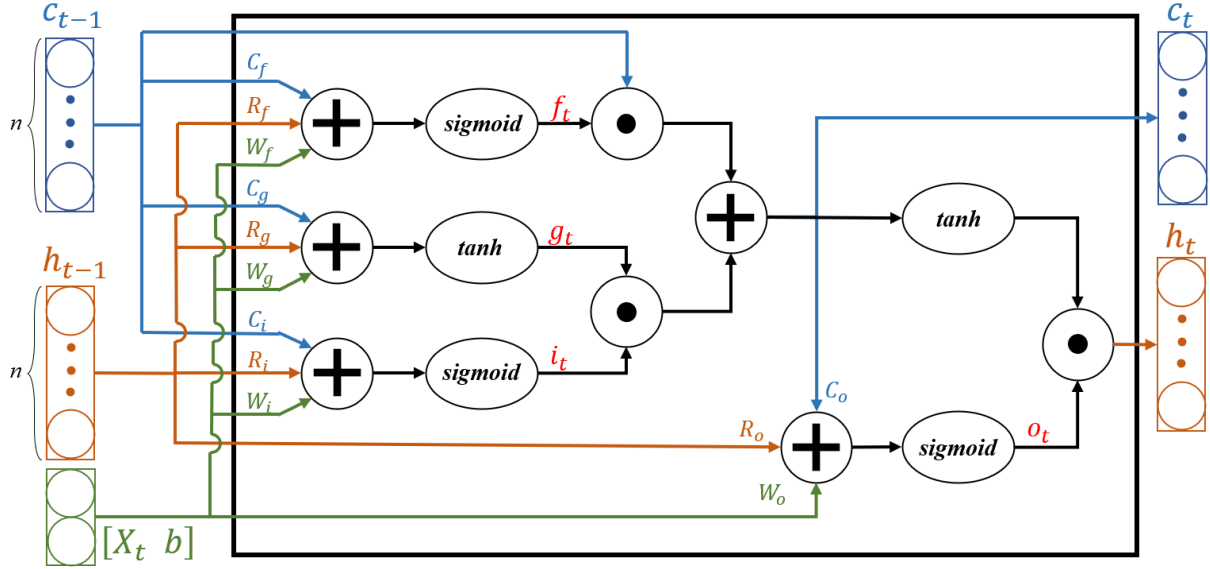 c_{t-1}
c_t
n
C_f
R_f
sigmoid
f_t
W_f
C_g
R_g
tanh
g_t
tanh
W_g
h_{t-1}
h_t
C_i
n
R_i
sigmoid
i_t
W_i
C_o
R_o
sigmoid
o_t
W_o
[X_t b]